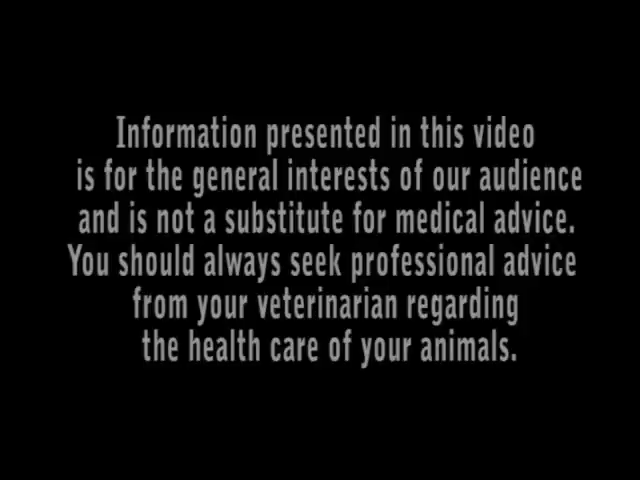 Information presented in this video
is for the general interests of our audience
and is not a substitute for medical advice.
You should always seek professional advice
from your veterinarian regarding
the health care of your animals.